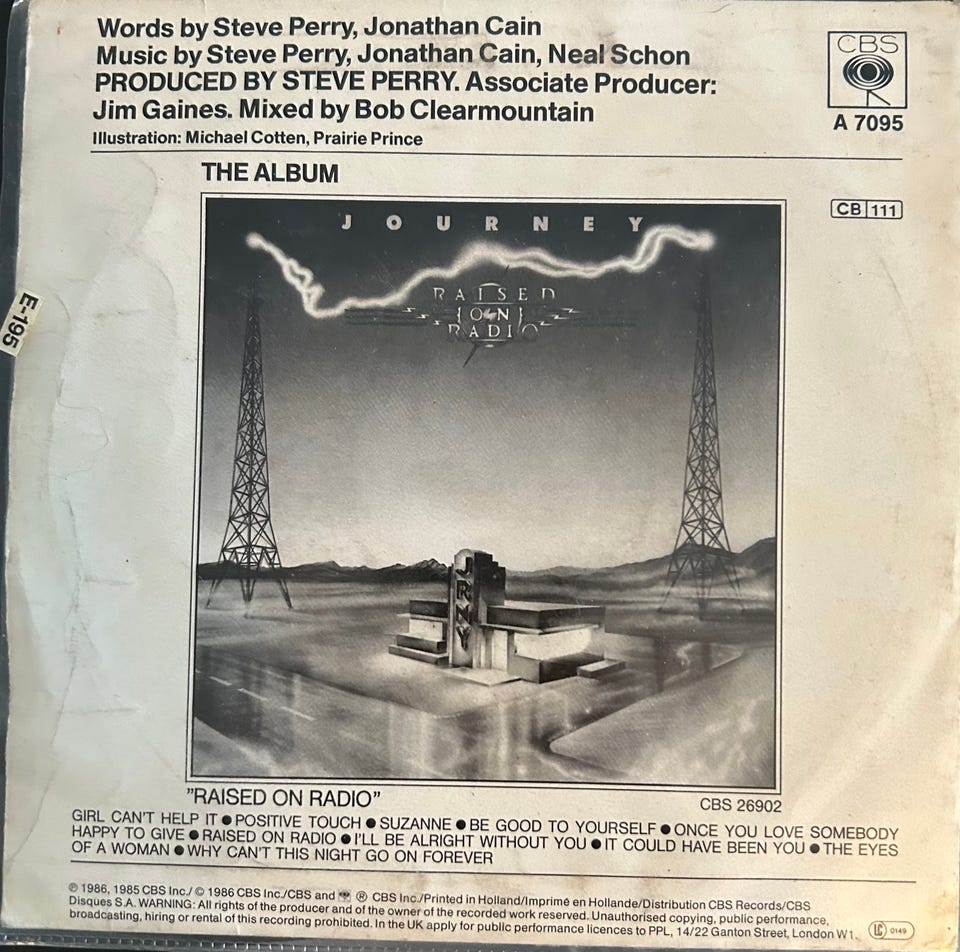 Words by Steve Perry, Jonathan Cain
Music by Steve Perry, Jonathan Cain, Neal Schon
PRODUCED BY STEVE PERRY. Associate Producer:
Jim Gaines. Mixed by Bob Clearmountain
Illustration: Michael Cotten, Prairie Prince
CBS
A 7095
THE ALBUM
CB 111
JOURNEY
RAISED
ON
RADIO
E-195
JRNY
"RAISED ON RADIO"
CBS 26902
GIRL CAN'T HELP IT ● POSITIVE TOUCH ● SUZANNE ● BE GOOD TO YOURSELF ● ONCE YOU LOVE SOMEBODY
HAPPY TO GIVE ● RAISED ON RADIO ● I'LL BE ALRIGHT WITHOUT YOU ● IT COULD HAVE BEEN YOU ● THE EYES
OF A WOMAN ● WHY CAN'T THIS NIGHT GO ON FOREVER
℗ 1986, 1985 CBS Inc./ © 1986 CBS Inc./CBS and ® CBS Inc./Printed in Holland/Imprimé en Hollande/Distribution CBS Records/CBS
Disques S.A. WARNING: All rights of the producer and of the owner of the recorded work reserved. Unauthorised copying, public performance,
broadcasting, hiring or rental of this recording prohibited. In the UK apply for public performance licences to PPL, 14/22 Ganton Street, London W1.
LC 0149